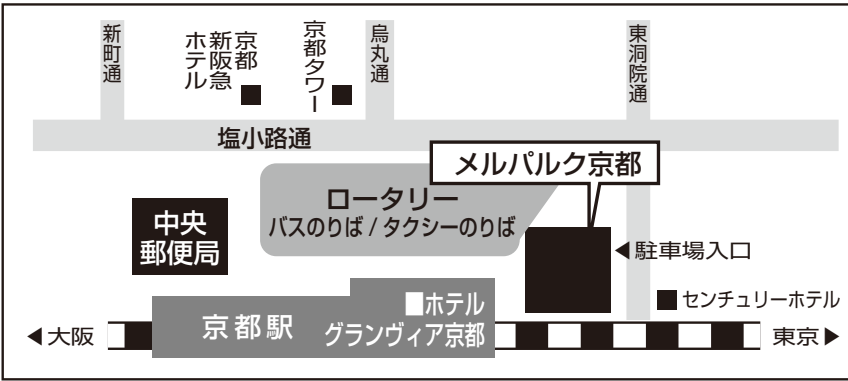 新町通
京都
新阪急
ホテル
京都タワー
烏丸通
東洞院通
塩小路通
メルパルク京都
ロータリー
バスのりば / タクシーのりば
中央
郵便局
◀駐車場入口
■センチュリーホテル
■ホテル
グランヴィア京都
京都駅
◀大阪
東京▶